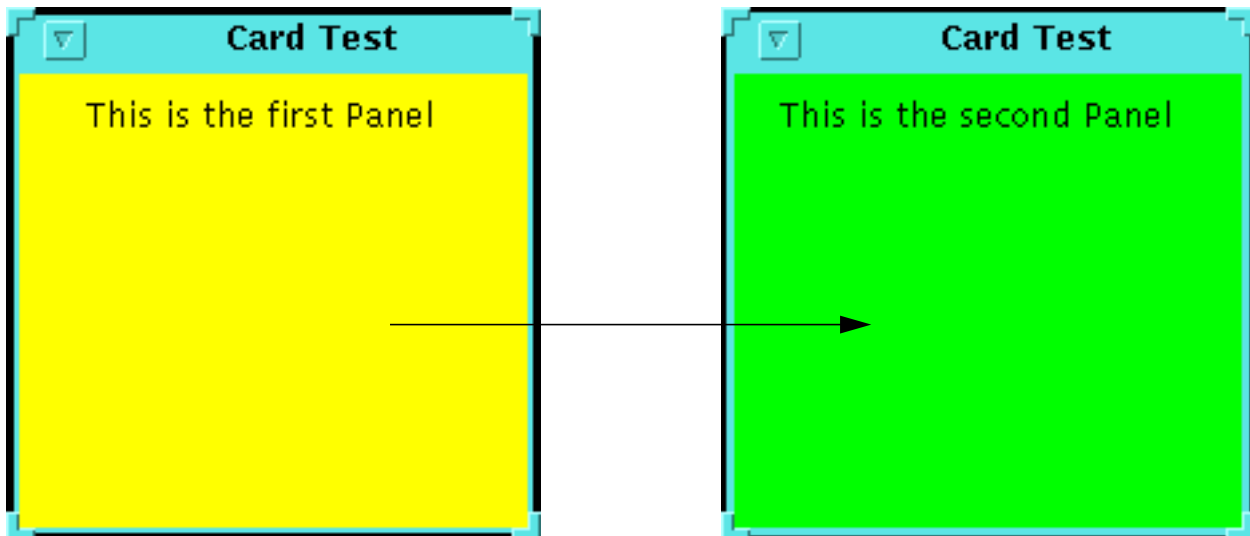 Card Test
This is the first Panel
Card Test
This is the second Panel